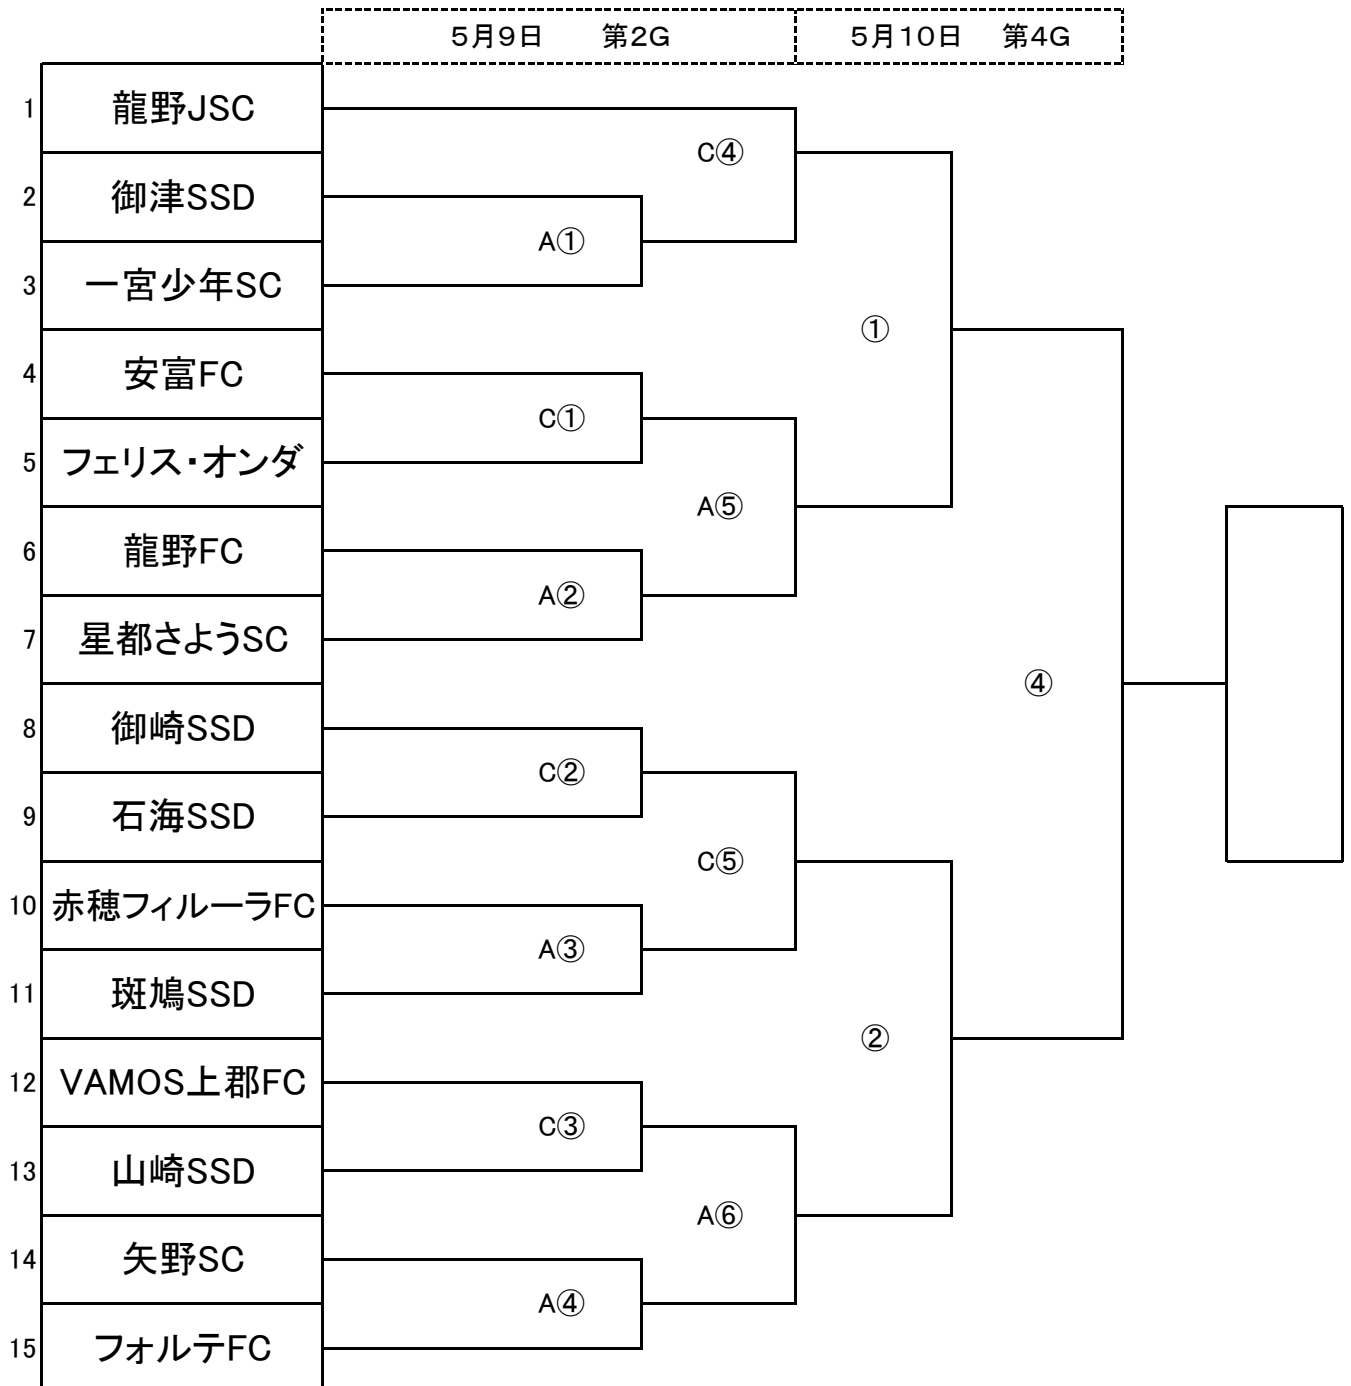 5月9日 第2G 5月10日 第4G
1 龍野JSC
C④
2 御津SSD
A①
3 一宮少年SC
①
4 安富FC
C①
5 フェリス・オンダ
A⑤
6 龍野FC
A②
7 星都さようSC
④
8 御崎SSD
C②
9 石海SSD
C⑤
10 赤穂フィルーラFC
A③
11 斑鳩SSD
②
12 VAMOS上郡FC
C③
13 山崎SSD
A⑥
14 矢野SC
A④
15 フォルテFC